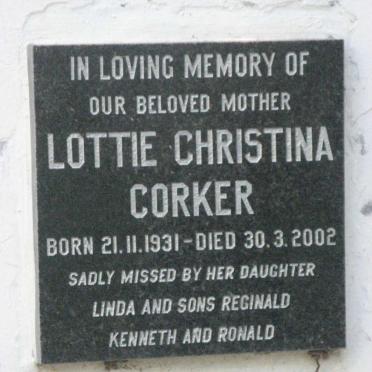 IN LOVING MEMORY OF
OUR BELOVED MOTHER
LOTTIE CHRISTINA
CORKER
BORN 21.11.1931-DIED 30.3.2002
SADLY MISSED BY HER DAUGHTER
LINDA AND SONS REGINALD
KENNETH AND RONALD